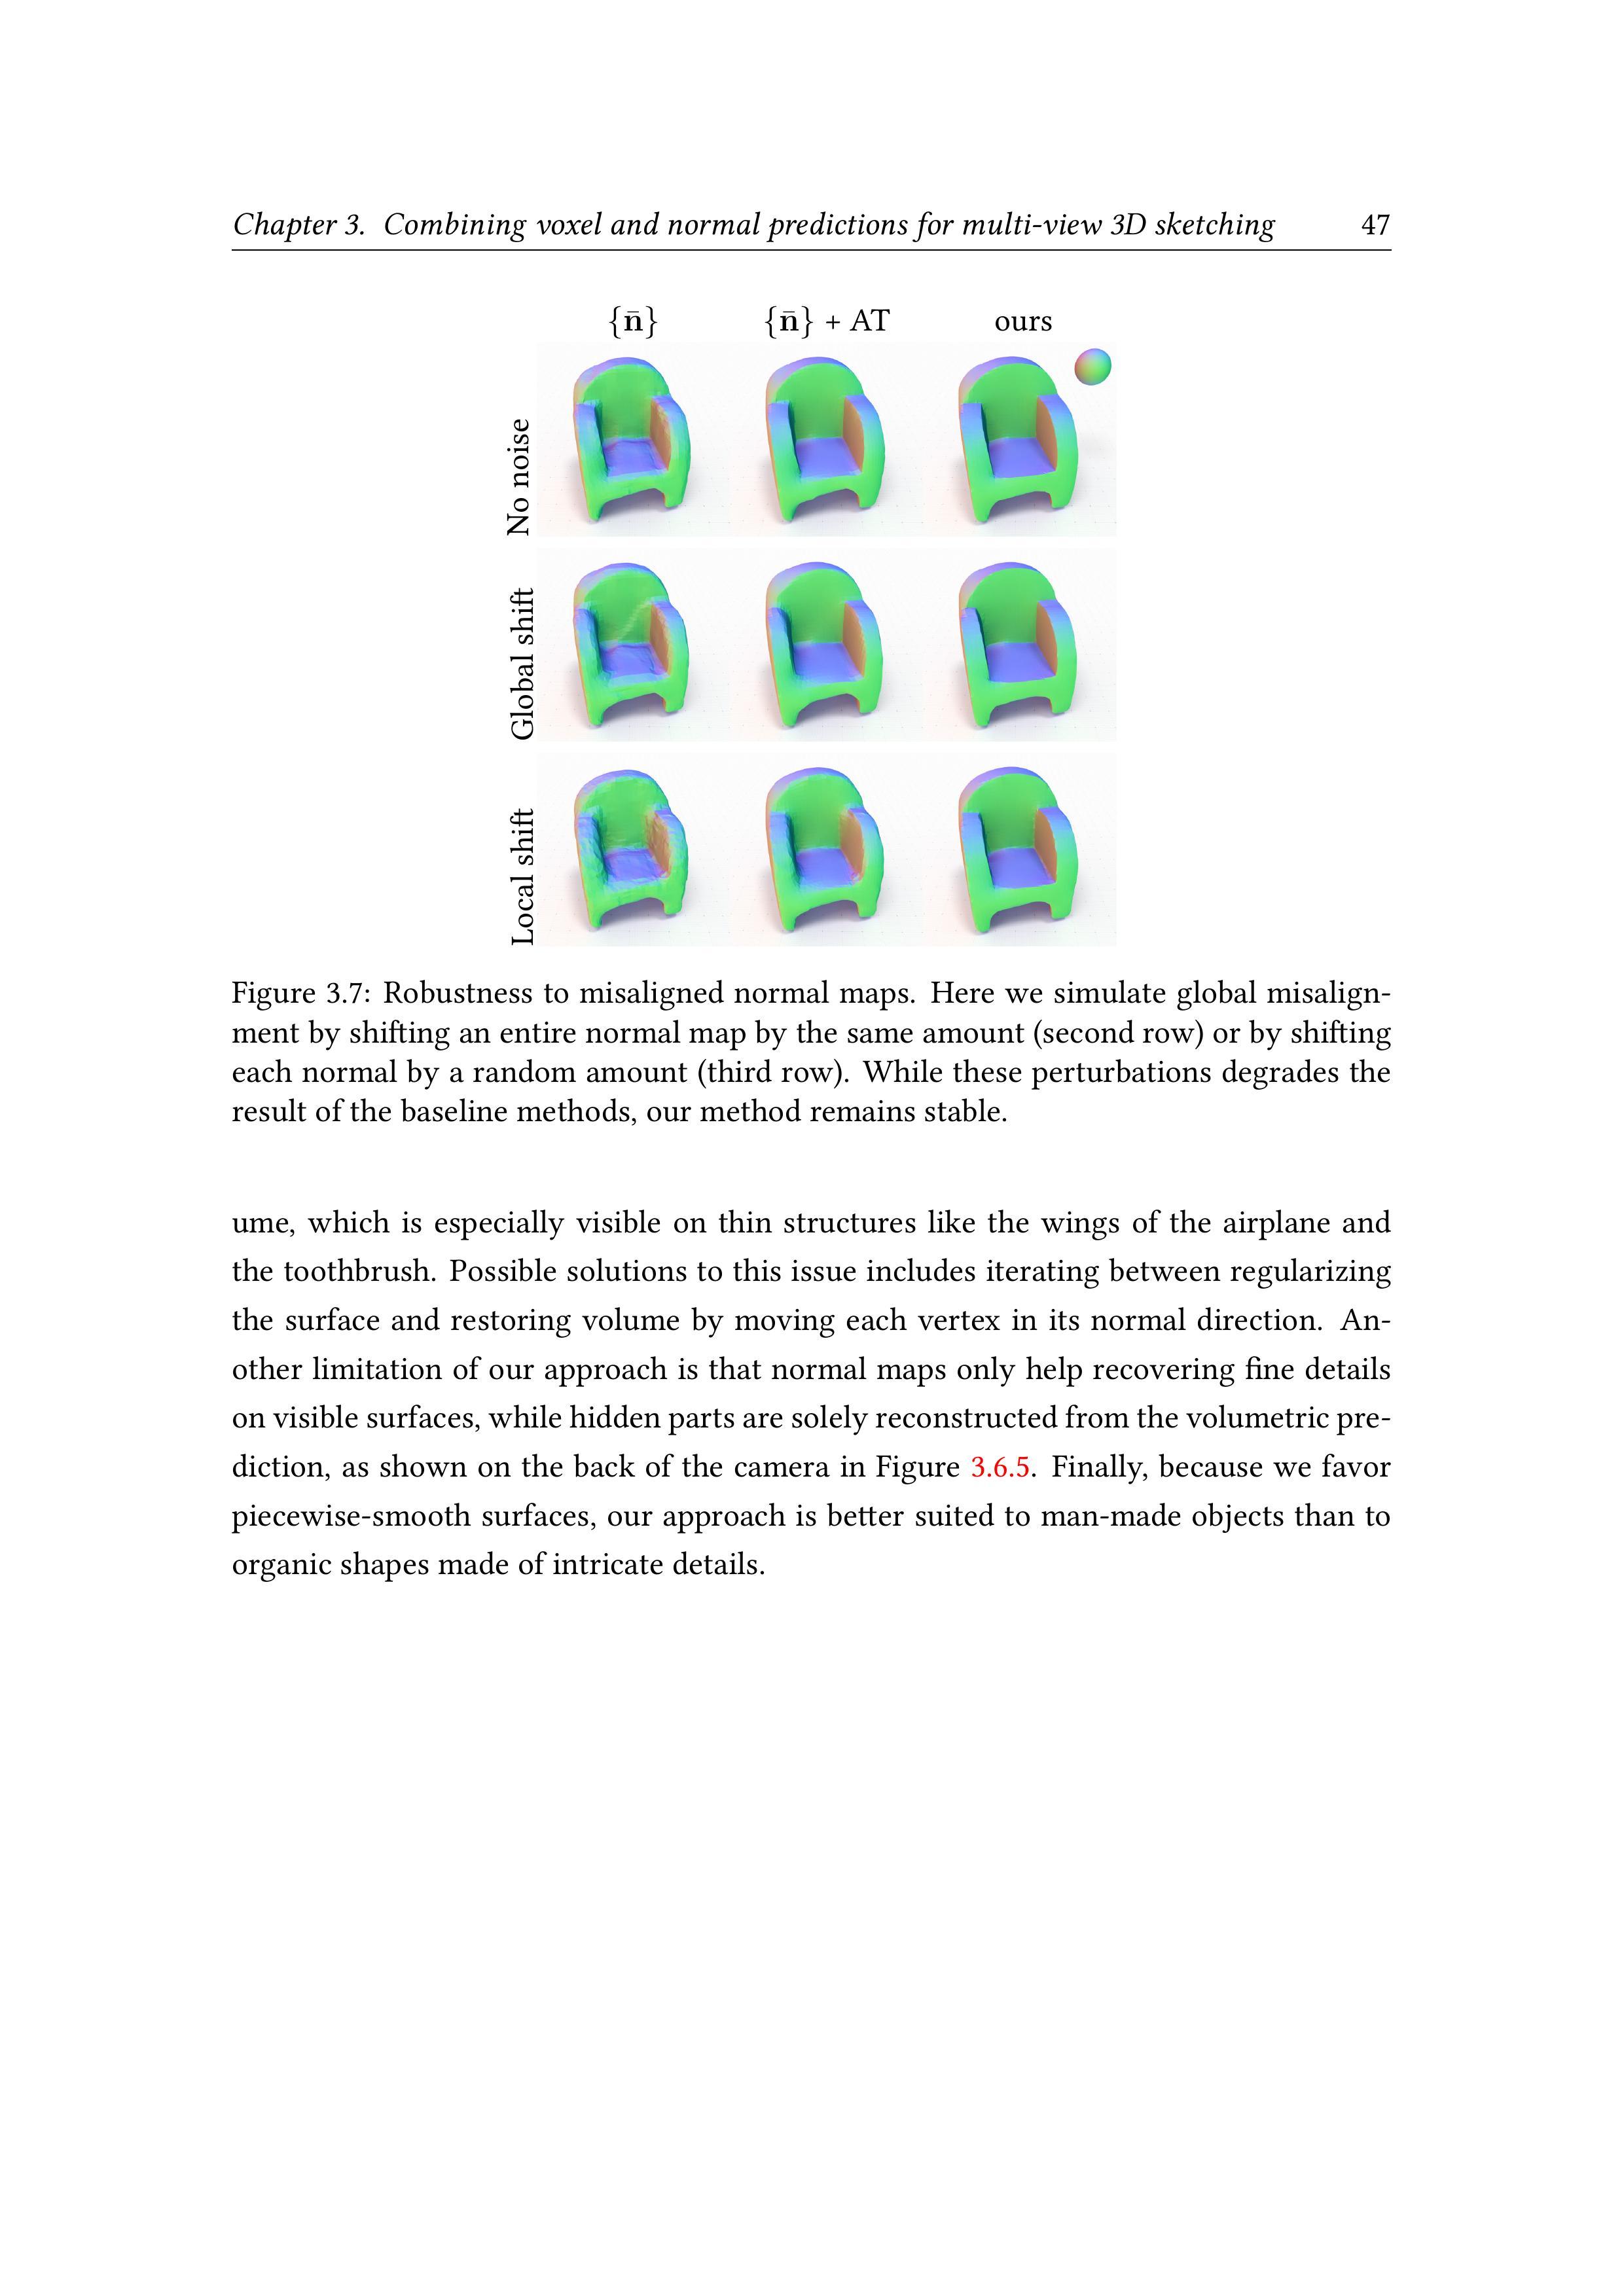 Chapter 3. Combining voxel and normal predictions for multi-view 3D sketching 47
{n̄} {n̄} + AT ours
No noise
Global shift
Local shift
Figure 3.7: Robustness to misaligned normal maps. Here we simulate global misalign-
ment by shifting an entire normal map by the same amount (second row) or by shifting
each normal by a random amount (third row). While these perturbations degrades the
result of the baseline methods, our method remains stable.
ume, which is especially visible on thin structures like the wings of the airplane and
the toothbrush. Possible solutions to this issue includes iterating between regularizing
the surface and restoring volume by moving each vertex in its normal direction. An-
other limitation of our approach is that normal maps only help recovering fine details
on visible surfaces, while hidden parts are solely reconstructed from the volumetric pre-
diction, as shown on the back of the camera in Figure 3.6.5. Finally, because we favor
piecewise-smooth surfaces, our approach is better suited to man-made objects than to
organic shapes made of intricate details.